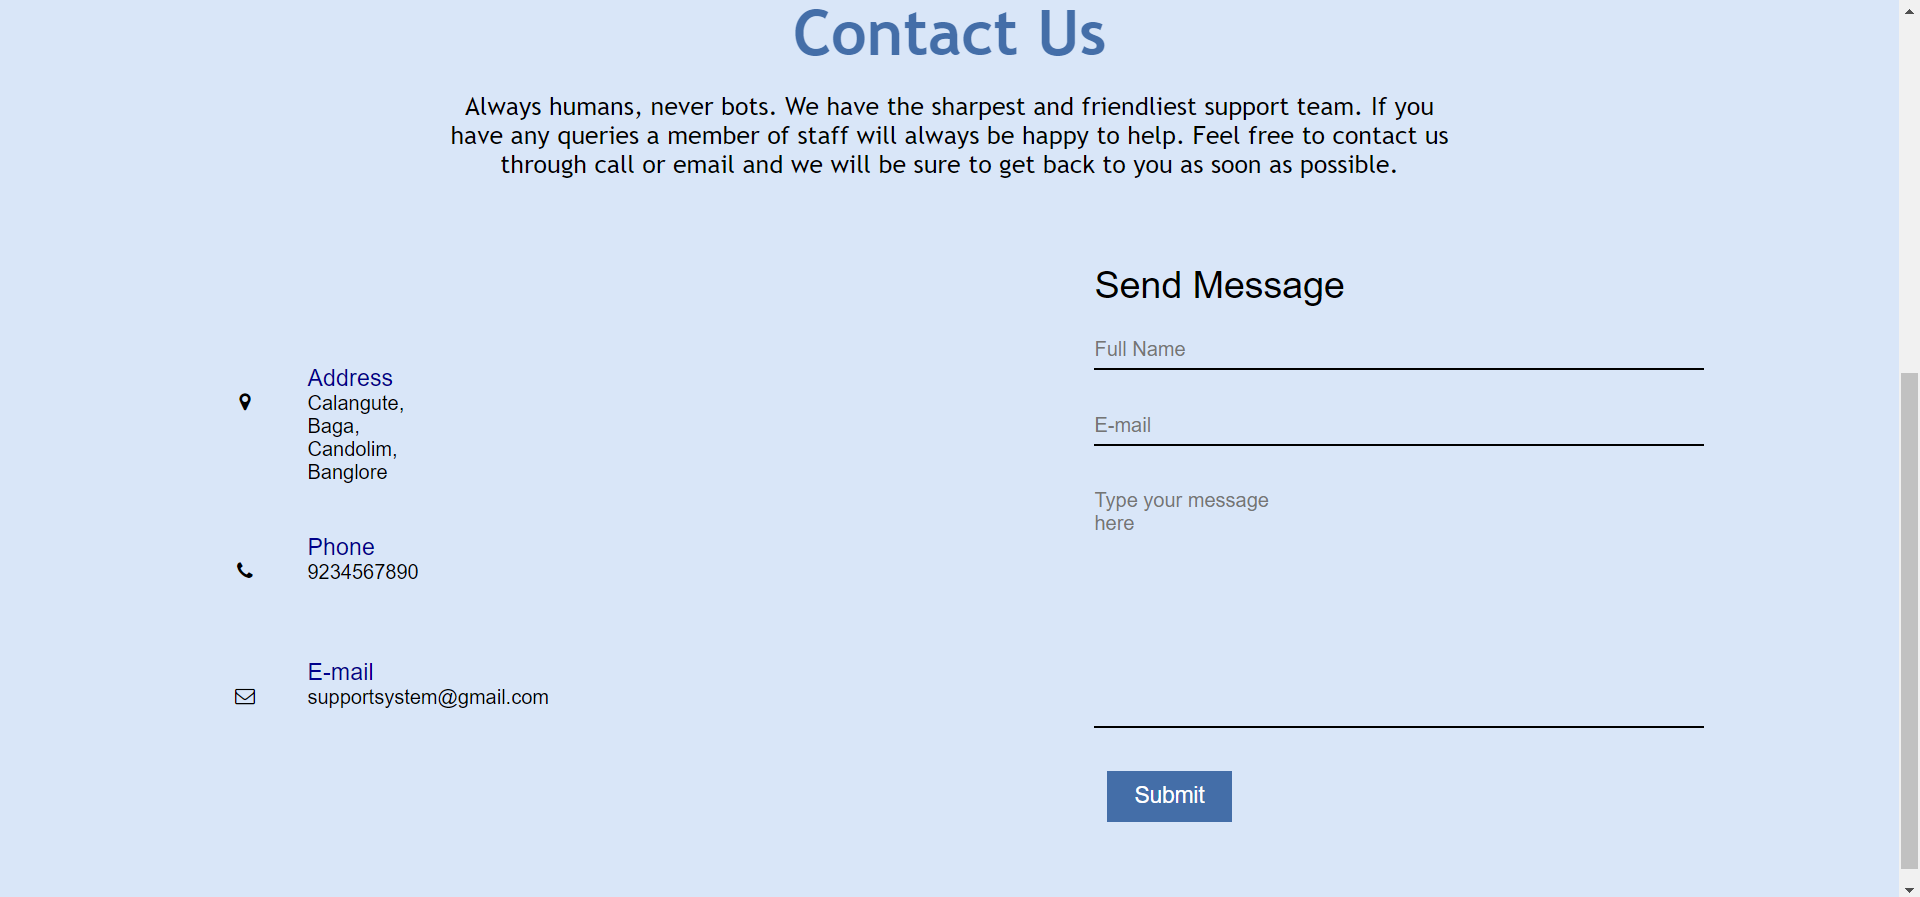 Contact Us
Always humans, never bots. We have the sharpest and friendliest support team. If you
have any queries a member of staff will always be happy to help. Feel free to contact us
through call or email and we will be sure to get back to you as soon as possible.
Address
Calangute,
Baga,
Candolim,
Banglore
Phone
9234567890
E-mail
supportsystem@gmail.com
Send Message
Full Name
E-mail
Type your message
here
Submit